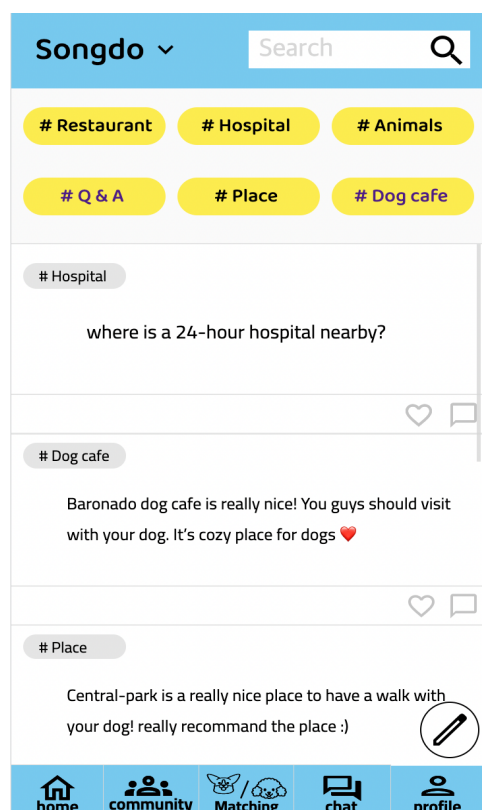 Songdo
Search
# Restaurant
# Hospital
# Animals
# Q & A
# Place
# Dog cafe
# Hospital
where is a 24-hour hospital nearby?
# Dog cafe
Baronado dog cafe is really nice! You guys should visit
with your dog. It's cozy place for dogs ❤️
# Place
Central-park is a really nice place to have a walk with
your dog! really recommand the place :)
home
community
Matching
chat
profile